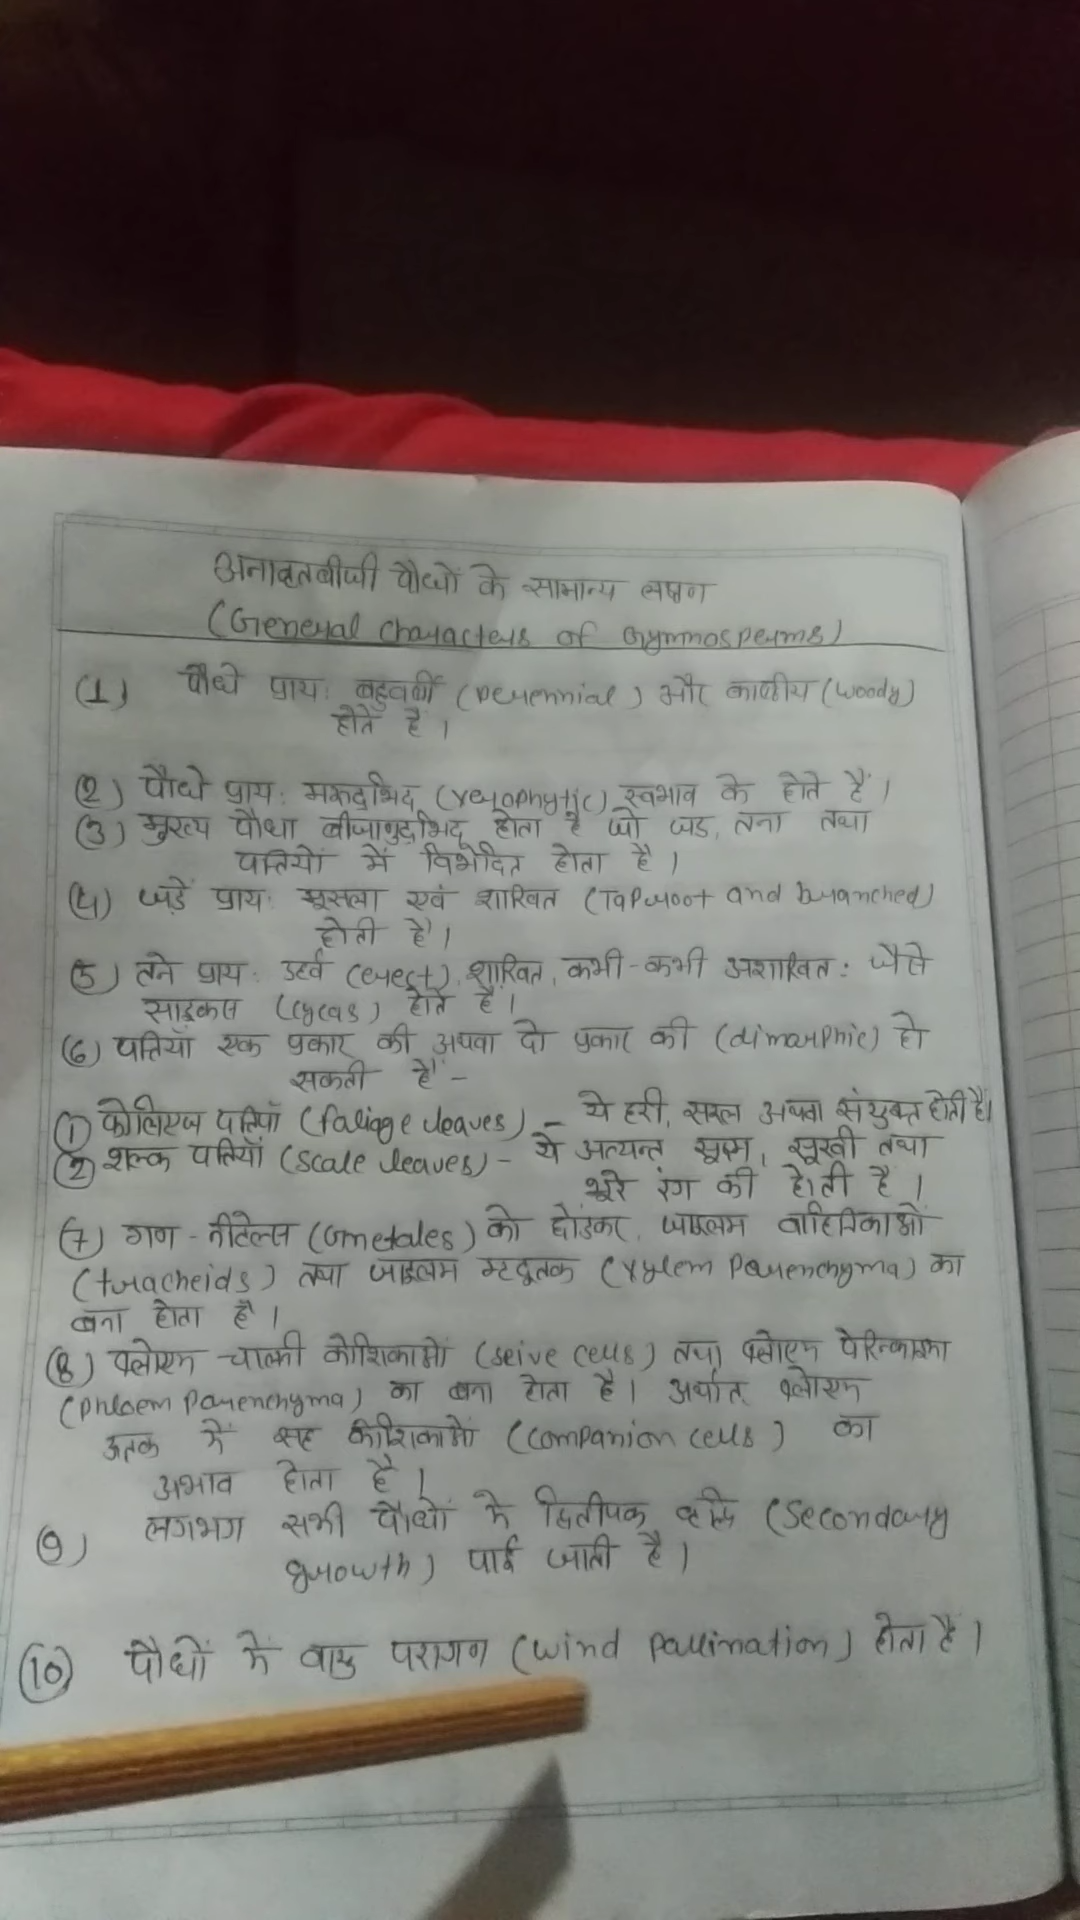 अनावृतबीजी पौधों के सामान्य लक्षण
(General characters of Gymnosperms)
(1) पौधे प्रायः बहुवर्षी (perennial) और काष्ठीय (woody)
होते हैं।
(2) पौधे प्रायः मरूदभिद (xerophytic) स्वभाव के होते हैं।
(3) मुख्य पौधा बीजाणुद्भिद् होता है जो जड, तना तथा
पत्तियों में विभेदित होता है।
(4) जड़ें प्रायः मूसला एवं शाखित (Taproot and branched)
होती हैं।
(5) तने प्रायः उर्ध्व (erect), शाखित, कभी-कभी अशाखित: जैसे
साइकस (cycas) होते हैं।
(6) पत्तियाँ एक प्रकार की अथवा दो प्रकार की (dimorphic) हो
सकती हैं -
(1) फोलिएज पत्तियाँ (foliage leaves) - ये हरी, सरल अथवा संयुक्त होती हैं।
(2) शल्क पत्तियाँ (scale leaves) - ये अत्यन्त सूक्ष्म, सूखी तथा
भूरे रंग की होती हैं।
(7) गण - नीटेल्स (Gnetales) को छोडकर, जाइलम वाहिनिकाओं
(tracheids) तथा जाइलम मृदूतक (xylem parenchyma) का
बना होता है।
(8) फ्लोएम चालनी कोशिकाओं (seive cells) तथा फ्लोएम पेरेन्काइमा
(phloem parenchyma) का बना होता है। अर्थात् फ्लोएम
ऊतक में सह कोशिकाओं (companion cells) का
अभाव होता है।
(9) लगभग सभी पौधों में द्वितीयक वृद्धि (secondary
growth) पाई जाती है।
(10) पौधों में वायु परागण (wind pollination) होता है।